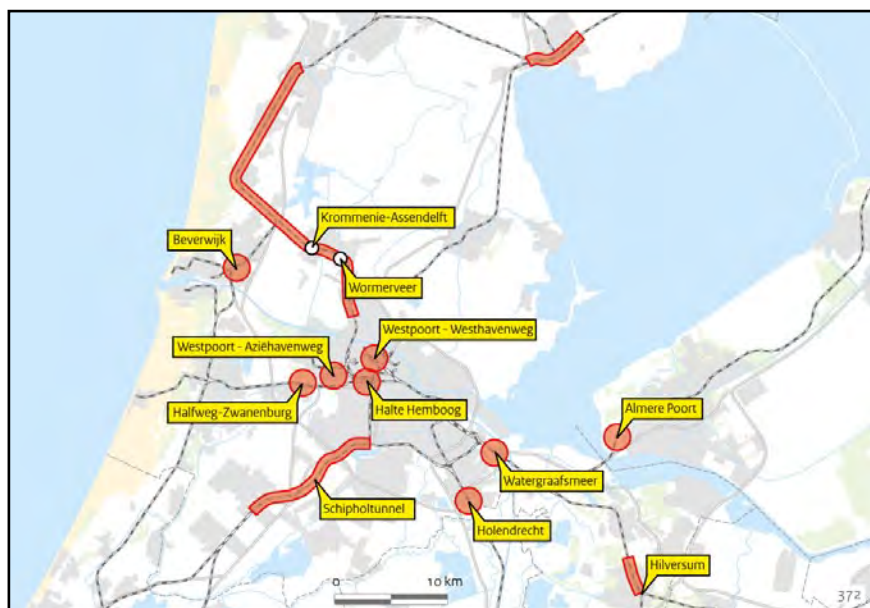 Krommenie-Assendelft
Beverwijk
Wormerveer
Westpoort - Westhavenweg
Westpoort - Aziëhavenweg
Halfweg-Zwanenburg
Halte Hemboog
Almere Poort
Watergraafsmeer
Schipholtunnel
Holendrecht
Hilversum
0 10 km
372